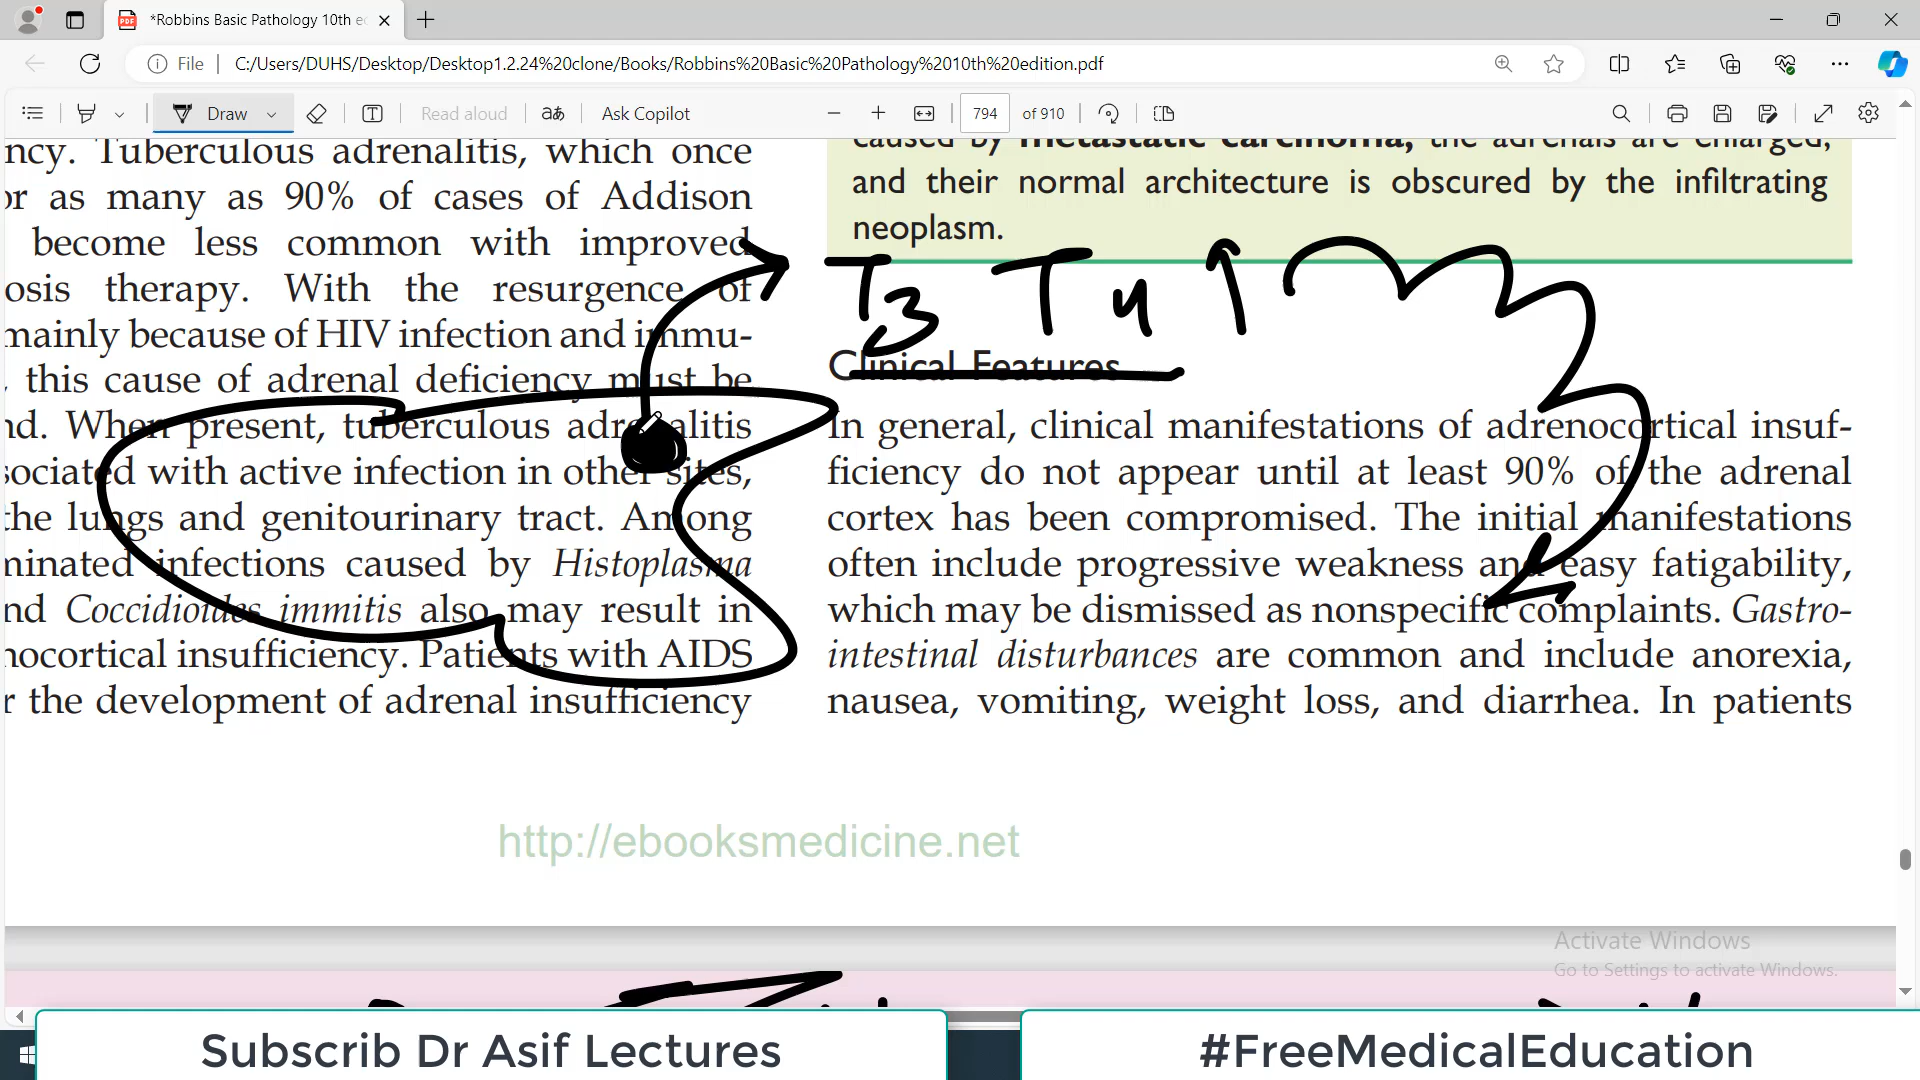 *Robbins Basic Pathology 10th e
File
C:/Users/DUHS/Desktop/Desktop1.2.24%20clone/Books/Robbins%20Basic%20Pathology%2010th%20edition.pdf
Draw
Read aloud
aあ
Ask Copilot
794 of 910
ncy. Tuberculous adrenalitis, which once
or as many as 90% of cases of Addison
become less common with improved
osis therapy. With the resurgence of
mainly because of HIV infection and immu-
, this cause of adrenal deficiency must be
nd. When present, tuberculous adrenalitis
sociated with active infection in other sites,
the lungs and genitourinary tract. Among
minated infections caused by Histoplasma
nd Coccidioides immitis also may result in
nocortical insufficiency. Patients with AIDS
r the development of adrenal insufficiency
caused by metastatic carcinoma, the adrenals are enlarged,
and their normal architecture is obscured by the infiltrating
neoplasm.
T3 T4 ↑
Clinical Features
In general, clinical manifestations of adrenocortical insuf-
ficiency do not appear until at least 90% of the adrenal
cortex has been compromised. The initial manifestations
often include progressive weakness and easy fatigability,
which may be dismissed as nonspecific complaints. Gastro-
intestinal disturbances are common and include anorexia,
nausea, vomiting, weight loss, and diarrhea. In patients
http://ebooksmedicine.net
Activate Windows
Go to Settings to activate Windows.
Subscrib Dr Asif Lectures
#FreeMedicalEducation